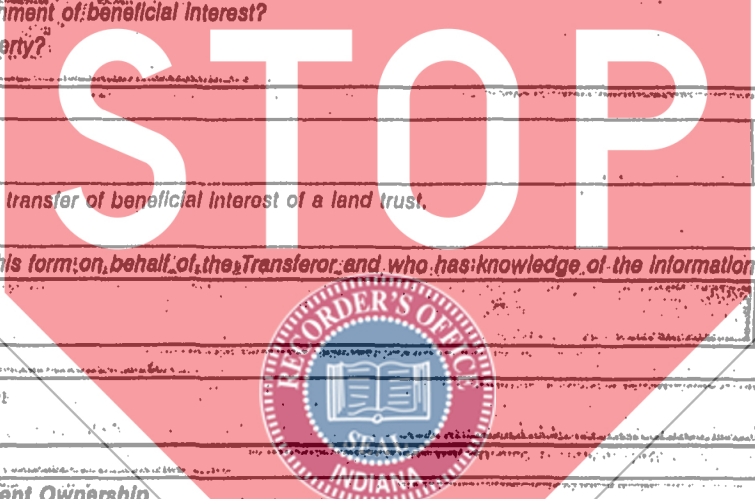 nment of beneficial interest?
erty?
STOP
transfer of beneficial interest of a land trust.
his form on behalf of the Transferor and who has knowledge of the information
RECORDER'S OFFICE
SEAL
INDIANA
ent Ownership